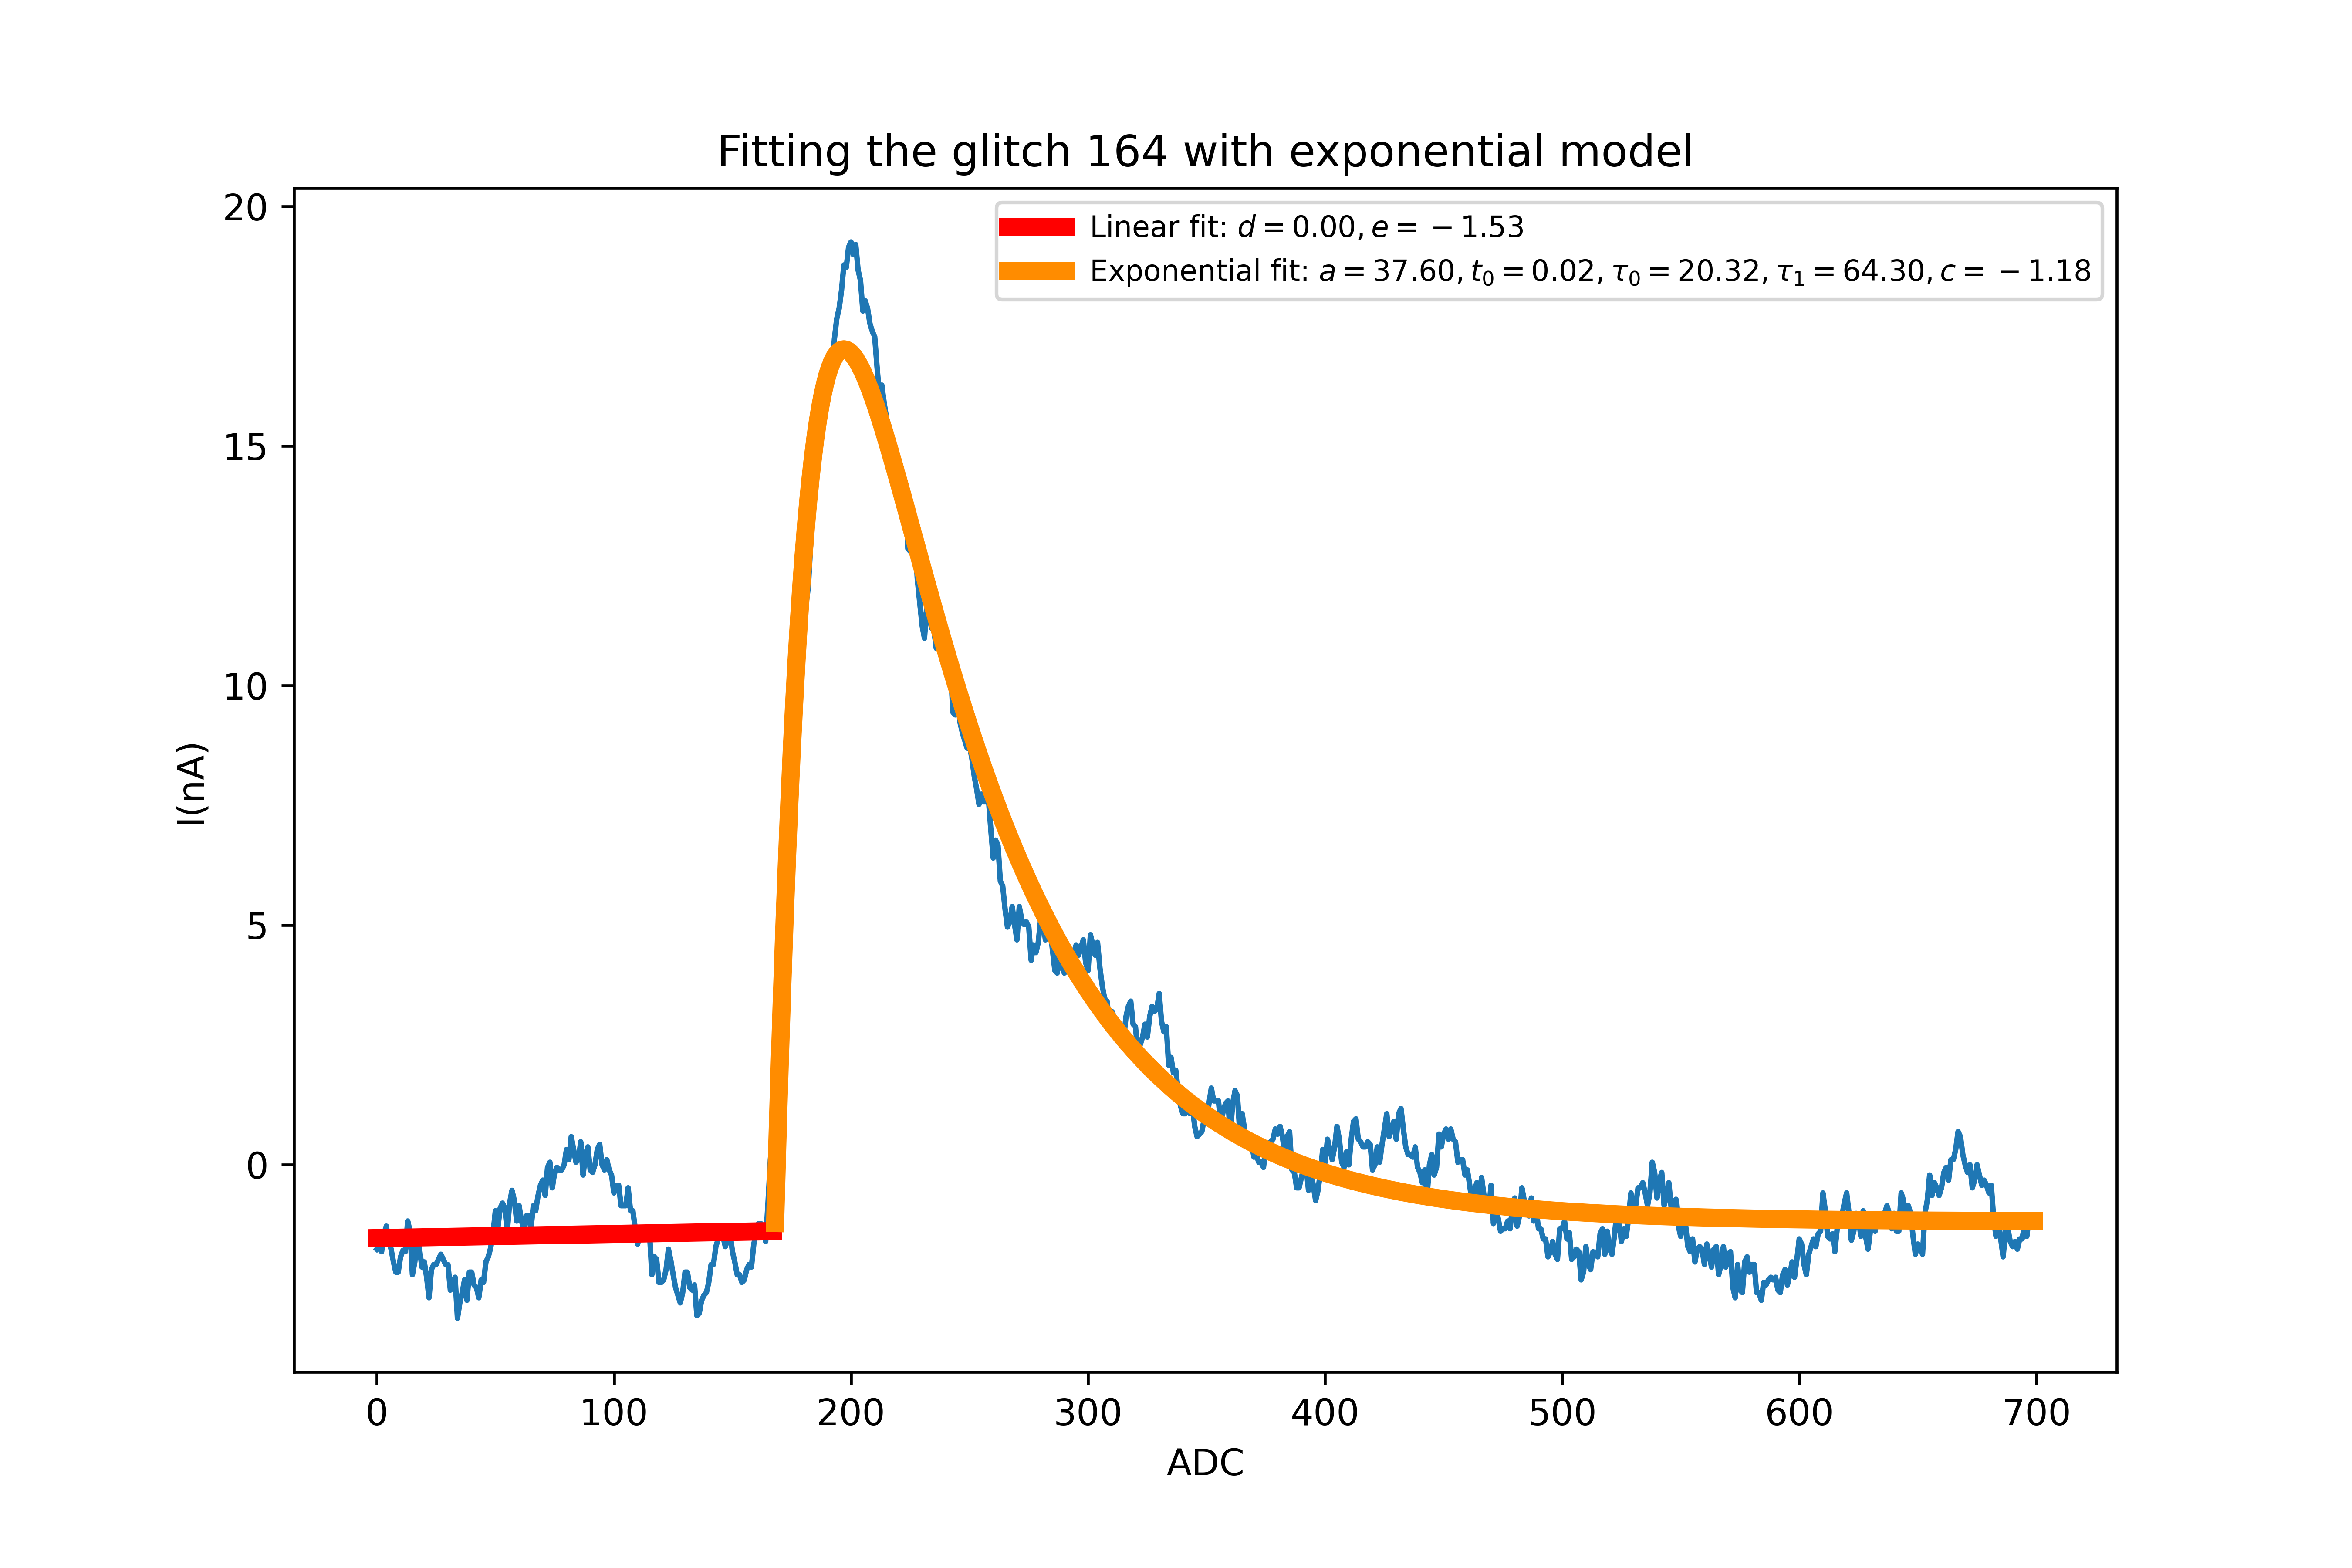 Fitting the glitch 164 with exponential model
20
Linear fit: d = 0.00, e = −1.53
Exponential fit: a = 37.60, t₀ = 0.02, τ₀ = 20.32, τ₁ = 64.30, c = −1.18
15
10
I(nA)
5
0
0 100 200 300 400 500 600 700
ADC